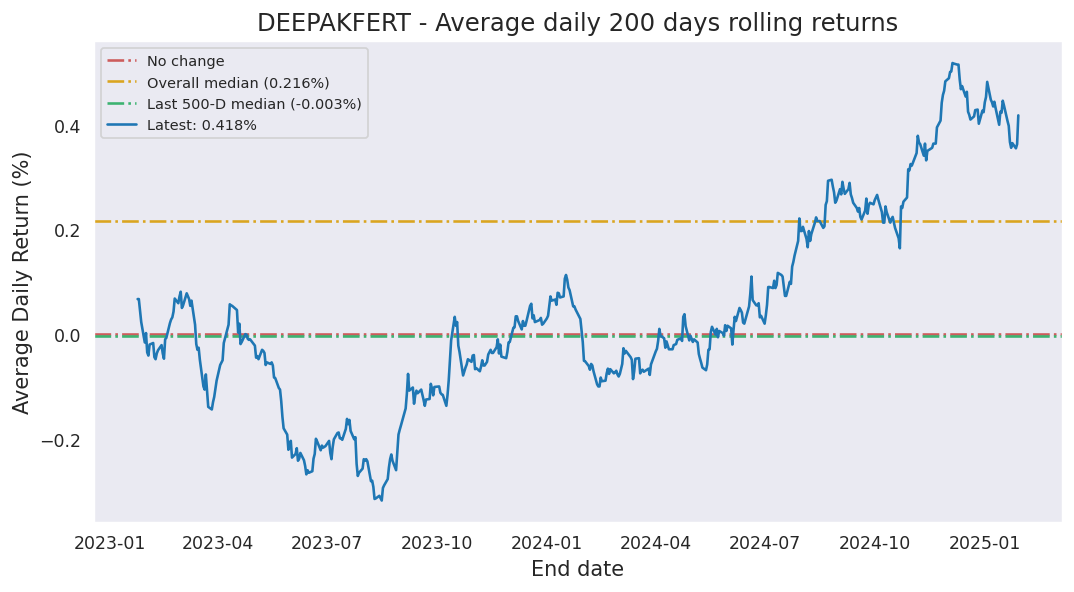 DEEPAKFERT - Average daily 200 days rolling returns
No change
Overall median (0.216%)
Last 500-D median (-0.003%)
Latest: 0.418%
Average Daily Return (%)
0.4
0.2
0.0
−0.2
2023-01 2023-04 2023-07 2023-10 2024-01 2024-04 2024-07 2024-10 2025-01
End date